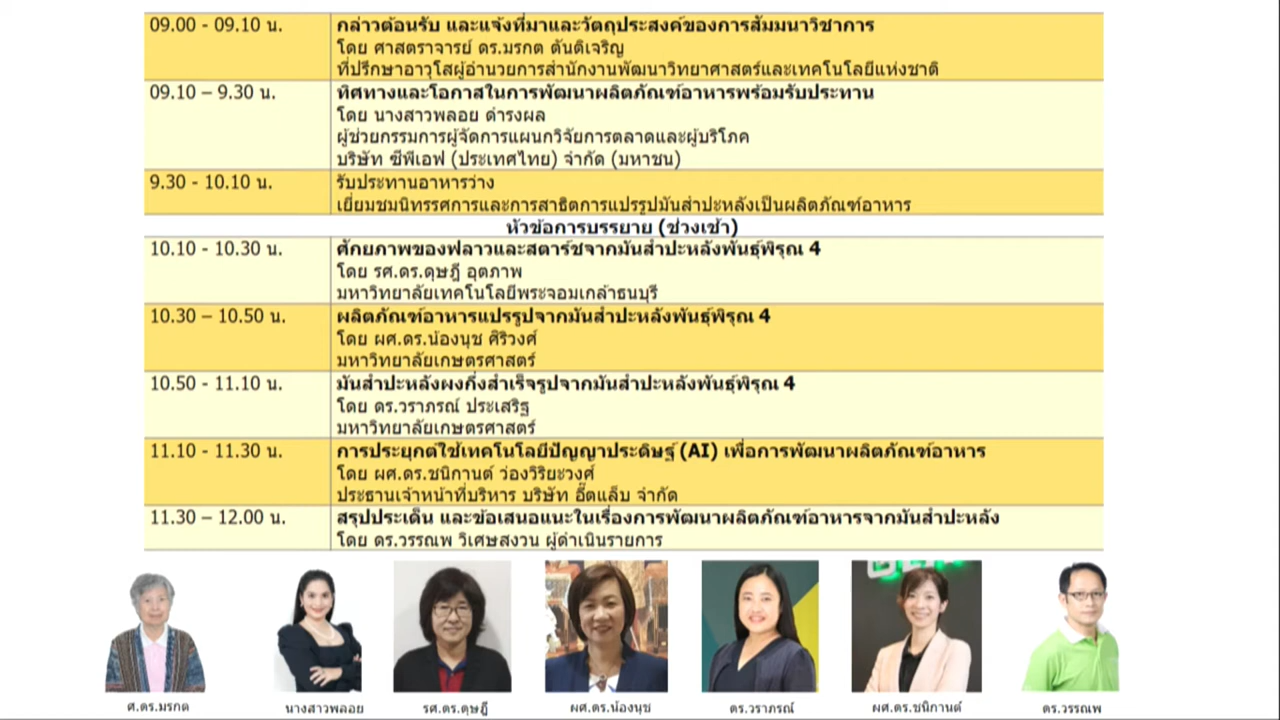 09.00 - 09.10 น.
กล่าวต้อนรับ และแจ้งที่มาและวัตถุประสงค์ของการสัมมนาวิชาการ
โดย ศาสตราจารย์ ดร.มรกต ตันติเจริญ
ที่ปรึกษาอาวุโสผู้อำนวยการสำนักงานพัฒนาวิทยาศาสตร์และเทคโนโลยีแห่งชาติ
09.10 – 9.30 น.
ทิศทางและโอกาสในการพัฒนาผลิตภัณฑ์อาหารพร้อมรับประทาน
โดย นางสาวพลอย ดำรงผล
ผู้ช่วยกรรมการผู้จัดการแผนกวิจัยการตลาดและผู้บริโภค
บริษัท ซีพีเอฟ (ประเทศไทย) จำกัด (มหาชน)
9.30 - 10.10 น.
รับประทานอาหารว่าง
เยี่ยมชมนิทรรศการและการสาธิตการแปรรูปมันสำปะหลังเป็นผลิตภัณฑ์อาหาร
หัวข้อการบรรยาย (ช่วงเช้า)
10.10 - 10.30 น.
ศักยภาพของฟลาวและสตาร์ชจากมันสำปะหลังพันธุ์พิรุณ 4
โดย รศ.ดร.ดุษฎี อุตภาพ
มหาวิทยาลัยเทคโนโลยีพระจอมเกล้าธนบุรี
10.30 – 10.50 น.
ผลิตภัณฑ์อาหารแปรรูปจากมันสำปะหลังพันธุ์พิรุณ 4
โดย ผศ.ดร.น้องนุช ศิริวงศ์
มหาวิทยาลัยเกษตรศาสตร์
10.50 - 11.10 น.
มันสำปะหลังผงกึ่งสำเร็จรูปจากมันสำปะหลังพันธุ์พิรุณ 4
โดย ดร.วราภรณ์ ประเสริฐ
มหาวิทยาลัยเกษตรศาสตร์
11.10 - 11.30 น.
การประยุกต์ใช้เทคโนโลยีปัญญาประดิษฐ์ (AI) เพื่อการพัฒนาผลิตภัณฑ์อาหาร
โดย ผศ.ดร.ชนิกานต์ ว่องวิริยะวงศ์
ประธานเจ้าหน้าที่บริหาร บริษัท อี๊ตแล็บ จำกัด
11.30 – 12.00 น.
สรุปประเด็น และข้อเสนอแนะในเรื่องการพัฒนาผลิตภัณฑ์อาหารจากมันสำปะหลัง
โดย ดร.วรรณพ วิเศษสงวน ผู้ดำเนินรายการ
ศ.ดร.มรกต
นางสาวพลอย
รศ.ดร.ดุษฎี
ผศ.ดร.น้องนุช
ดร.วราภรณ์
ผศ.ดร.ชนิกานต์
ดร.วรรณพ